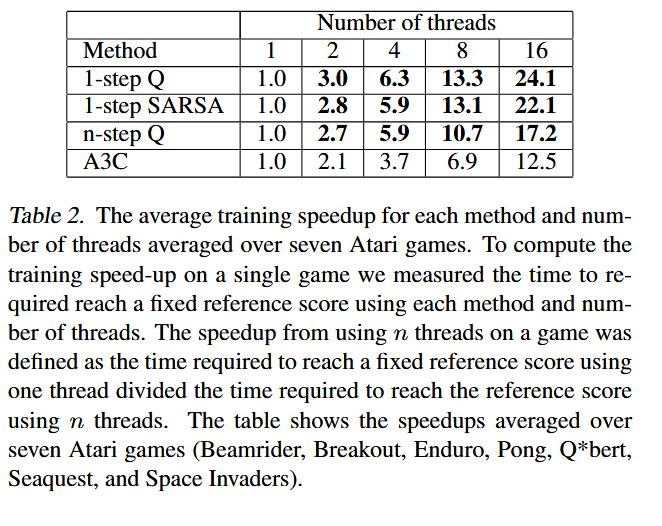 Number of threads
Method 1 2 4 8 16
1-step Q 1.0 3.0 6.3 13.3 24.1
1-step SARSA 1.0 2.8 5.9 13.1 22.1
n-step Q 1.0 2.7 5.9 10.7 17.2
A3C 1.0 2.1 3.7 6.9 12.5
Table 2. The average training speedup for each method and num-
ber of threads averaged over seven Atari games. To compute the
training speed-up on a single game we measured the time to re-
quired reach a fixed reference score using each method and num-
ber of threads. The speedup from using n threads on a game was
defined as the time required to reach a fixed reference score using
one thread divided the time required to reach the reference score
using n threads. The table shows the speedups averaged over
seven Atari games (Beamrider, Breakout, Enduro, Pong, Q*bert,
Seaquest, and Space Invaders).